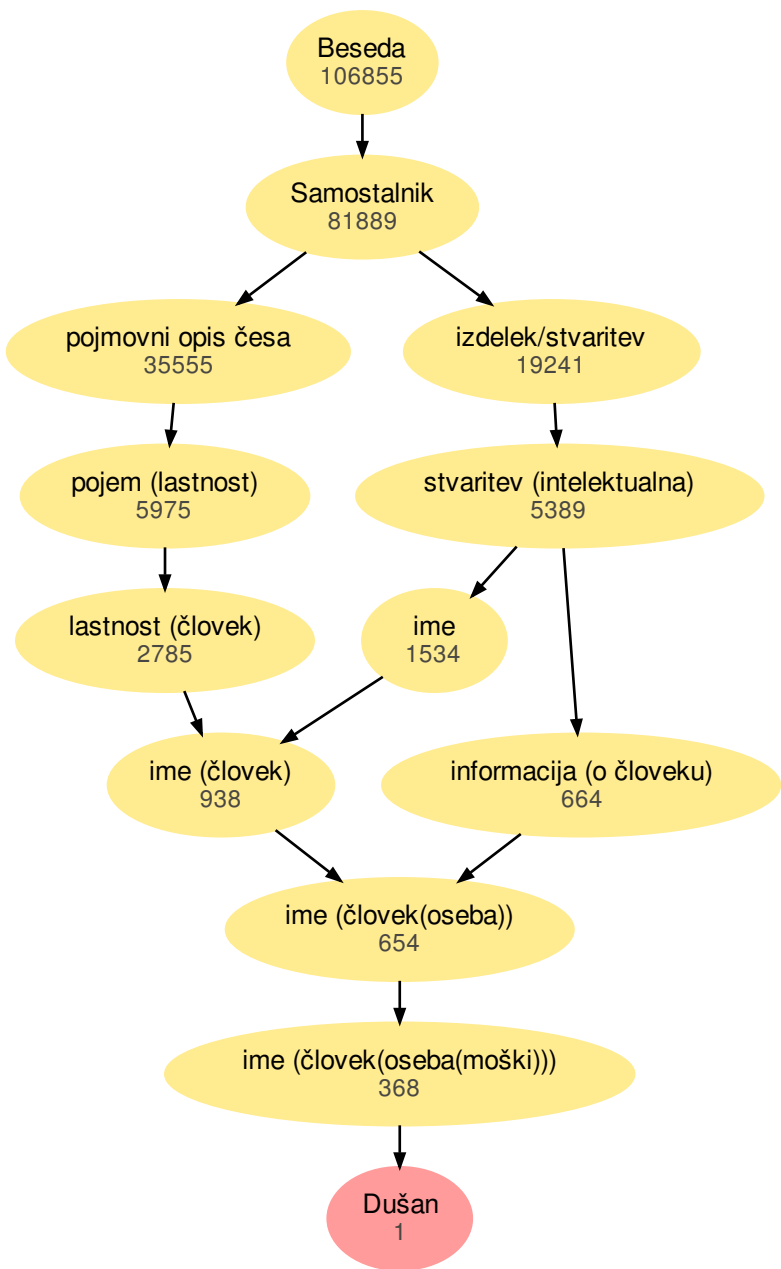 Beseda
106855
Samostalnik
81889
pojmovni opis česa
35555
izdelek/stvaritev
19241
pojem (lastnost)
5975
stvaritev (intelektualna)
5389
lastnost (človek)
2785
ime
1534
ime (človek)
938
informacija (o človeku)
664
ime (človek(oseba))
654
ime (človek(oseba(moški)))
368
Dušan
1